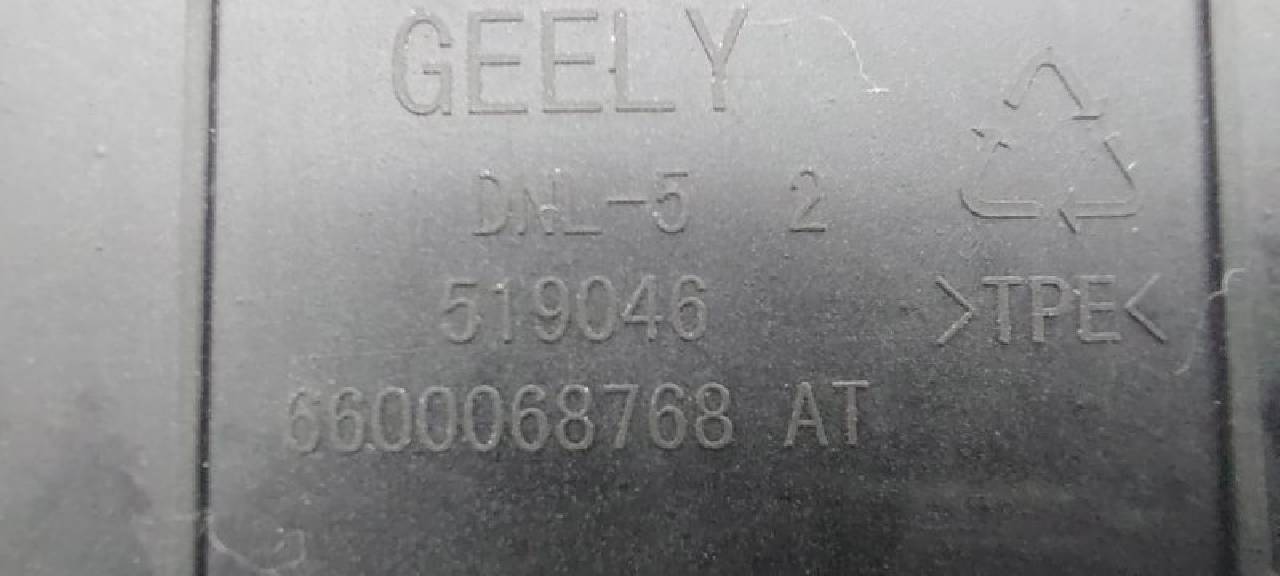 GEELY
DNL-5 2
519046
>TPE<
6600068768 AT